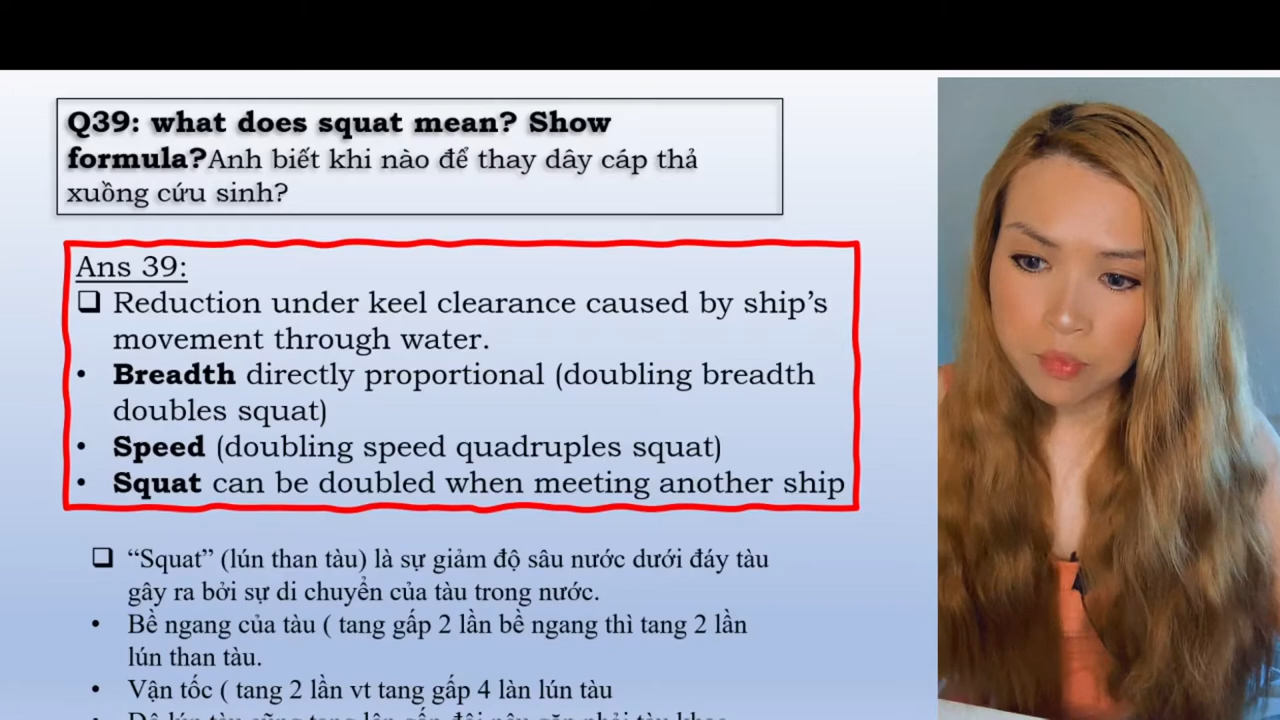 Q39: what does squat mean? Show
formula?Anh biết khi nào để thay dây cáp thả
xuồng cứu sinh?
Ans 39:
❑ Reduction under keel clearance caused by ship’s
movement through water.
• Breadth directly proportional (doubling breadth
doubles squat)
• Speed (doubling speed quadruples squat)
• Squat can be doubled when meeting another ship
❑ “Squat” (lún than tàu) là sự giảm độ sâu nước dưới đáy tàu
gây ra bởi sự di chuyển của tàu trong nước.
• Bề ngang của tàu ( tang gấp 2 lần bề ngang thì tang 2 lần
lún than tàu.
• Vận tốc ( tang 2 lần vt tang gấp 4 làn lún tàu